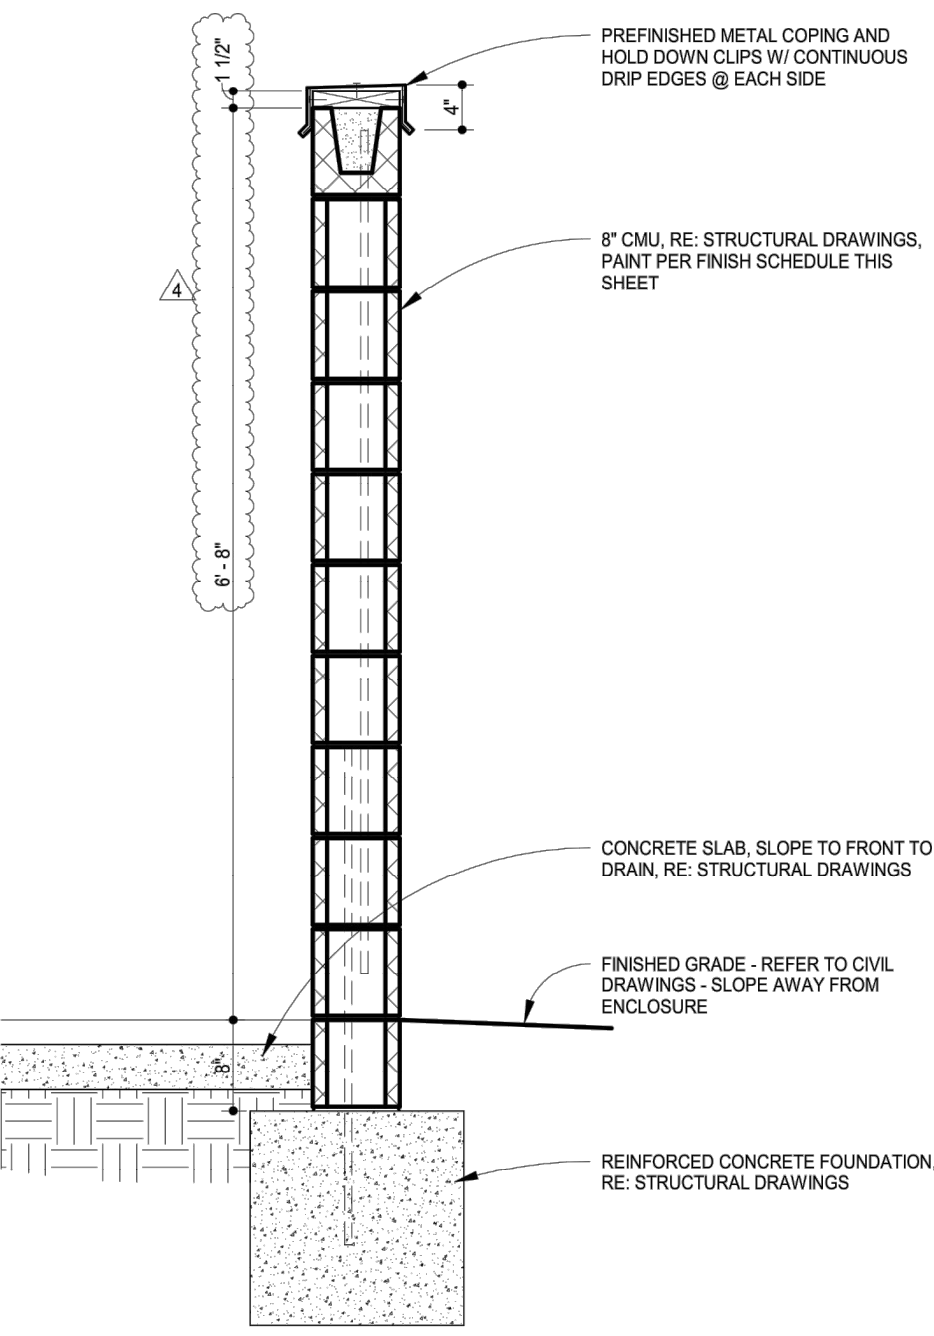 PREFINISHED METAL COPING AND
HOLD DOWN CLIPS W/ CONTINUOUS
DRIP EDGES @ EACH SIDE
1 1/2"
4"
8" CMU, RE: STRUCTURAL DRAWINGS,
PAINT PER FINISH SCHEDULE THIS
SHEET
4
6' - 8"
CONCRETE SLAB, SLOPE TO FRONT TO
DRAIN, RE: STRUCTURAL DRAWINGS
FINISHED GRADE - REFER TO CIVIL
DRAWINGS - SLOPE AWAY FROM
ENCLOSURE
8"
REINFORCED CONCRETE FOUNDATION,
RE: STRUCTURAL DRAWINGS